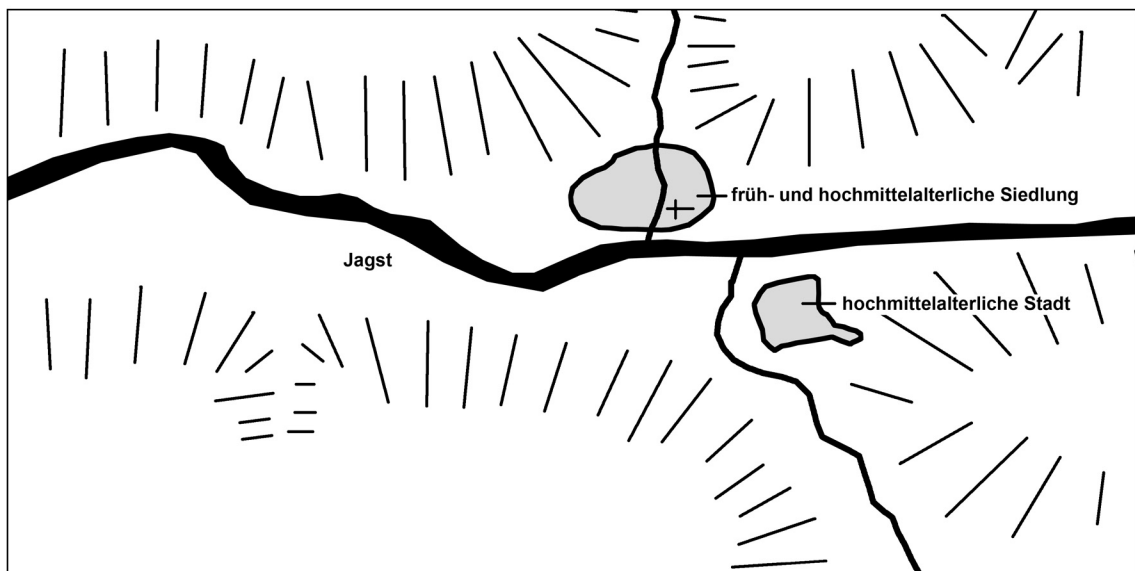 früh- und hochmittelalterliche Siedlung
Jagst
hochmittelalterliche Stadt